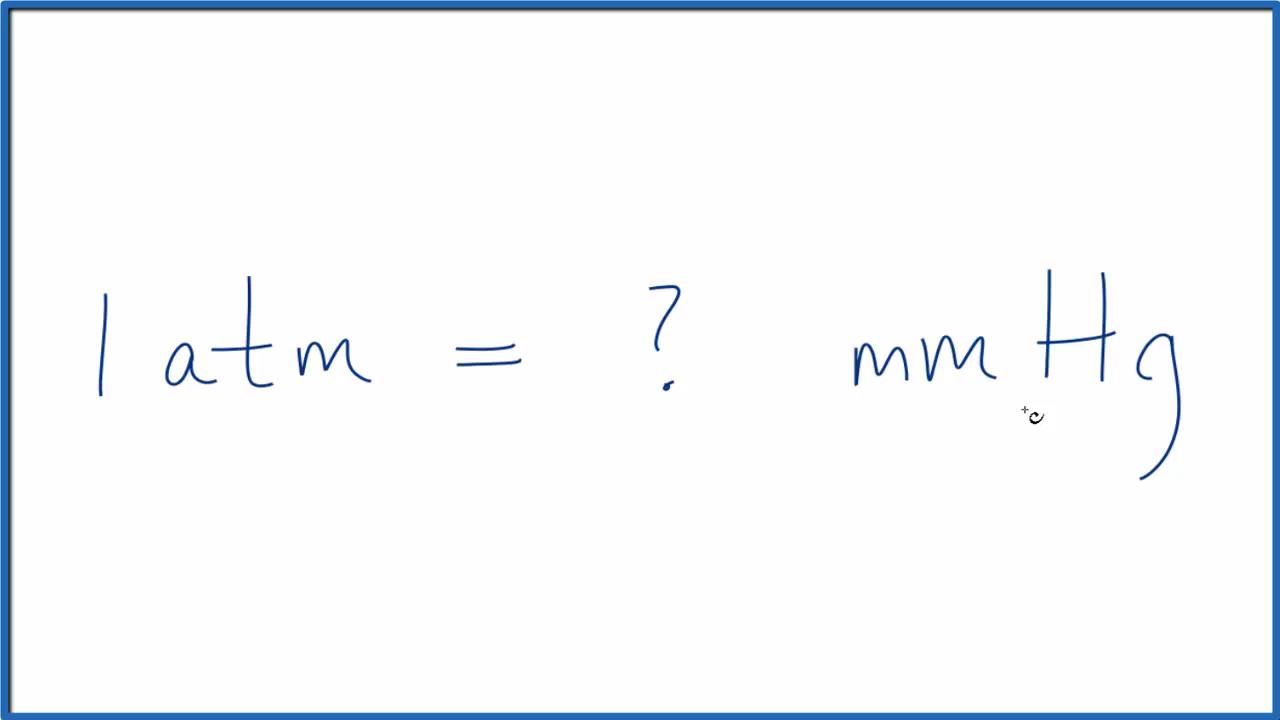 1 atm = ? mmHg